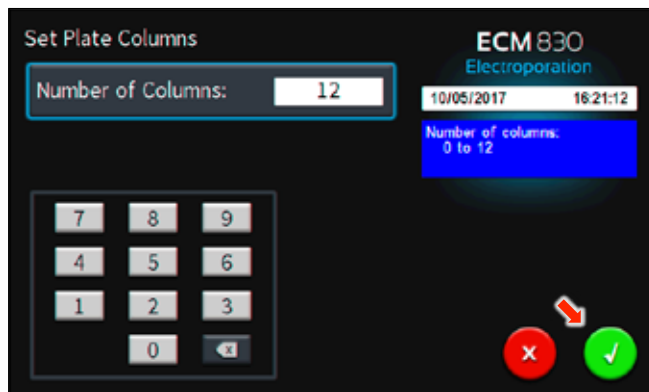 Set Plate Columns
Number of Columns: 12
7 8 9
4 5 6
1 2 3
0
ECM 830
Electroporation
10/05/2017 16:21:12
Number of columns:
0 to 12